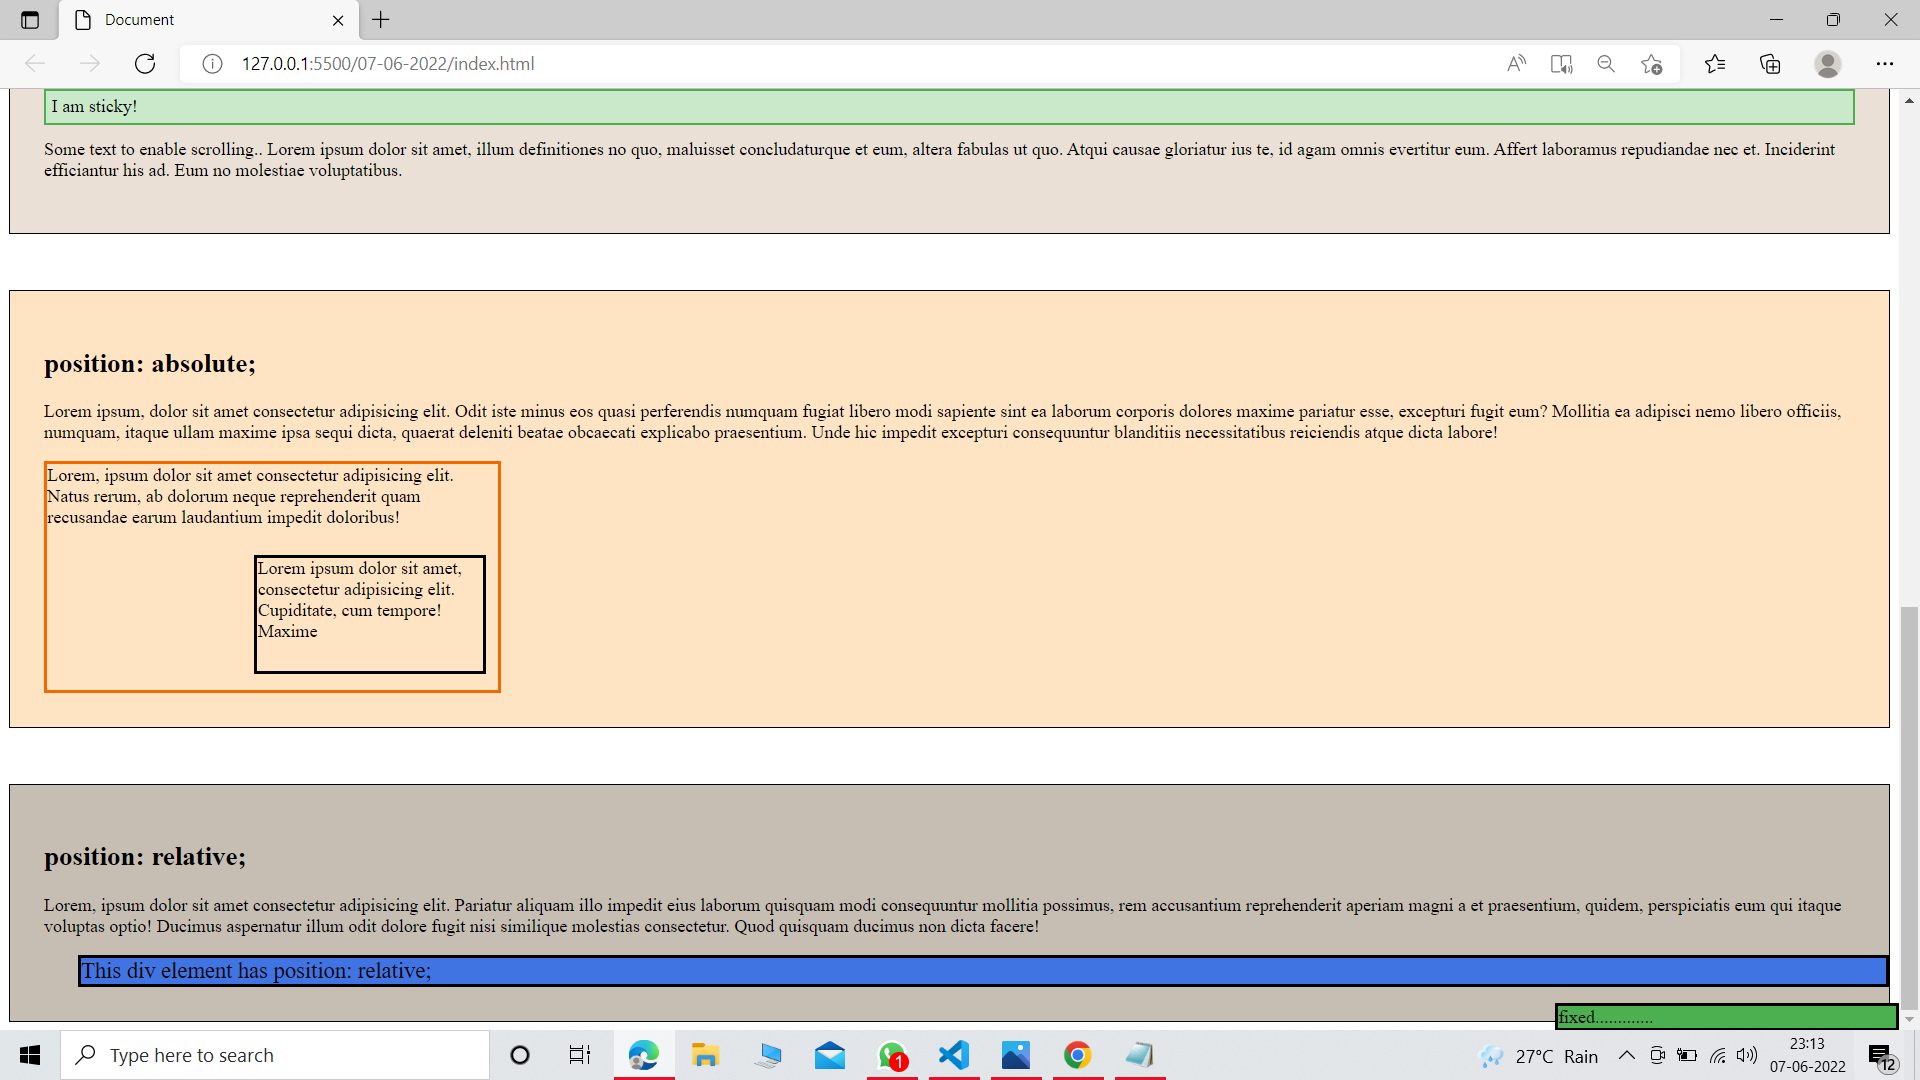 Document
127.0.0.1:5500/07-06-2022/index.html
I am sticky!
Some text to enable scrolling.. Lorem ipsum dolor sit amet, illum definitiones no quo, maluisset concludaturque et eum, altera fabulas ut quo. Atqui causae gloriatur ius te, id agam omnis evertitur eum. Affert laboramus repudiandae nec et. Inciderint
efficiantur his ad. Eum no molestiae voluptatibus.
position: absolute;
Lorem ipsum, dolor sit amet consectetur adipisicing elit. Odit iste minus eos quasi perferendis numquam fugiat libero modi sapiente sint ea laborum corporis dolores maxime pariatur esse, excepturi fugit eum? Mollitia ea adipisci nemo libero officiis,
numquam, itaque ullam maxime ipsa sequi dicta, quaerat deleniti beatae obcaecati explicabo praesentium. Unde hic impedit excepturi consequuntur blanditiis necessitatibus reiciendis atque dicta labore!
Lorem, ipsum dolor sit amet consectetur adipisicing elit.
Natus rerum, ab dolorum neque reprehenderit quam
recusandae earum laudantium impedit doloribus!
Lorem ipsum dolor sit amet,
consectetur adipisicing elit.
Cupiditate, cum tempore!
Maxime
position: relative;
Lorem, ipsum dolor sit amet consectetur adipisicing elit. Pariatur aliquam illo impedit eius laborum quisquam modi consequuntur mollitia possimus, rem accusantium reprehenderit aperiam magni a et praesentium, quidem, perspiciatis eum qui itaque
voluptas optio! Ducimus aspernatur illum odit dolore fugit nisi similique molestias consectetur. Quod quisquam ducimus non dicta facere!
This div element has position: relative;
fixed.............
Type here to search
1
27°C Rain
23:13
07-06-2022
12